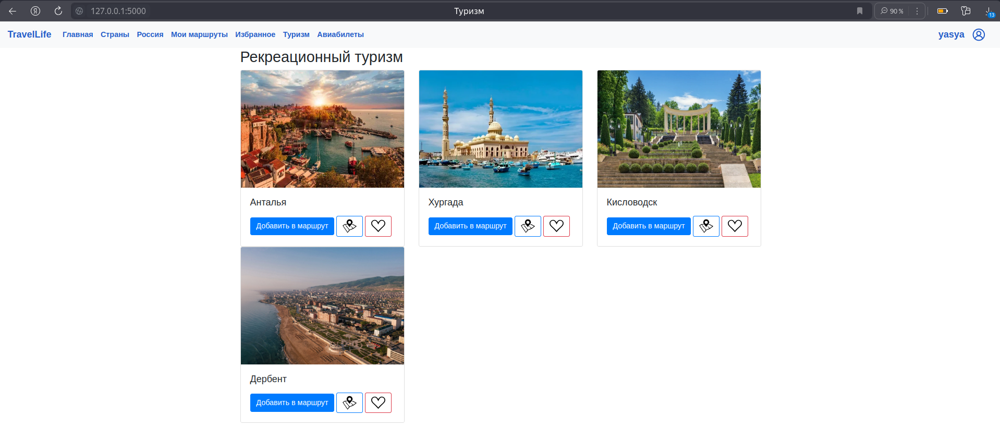 127.0.0.1:5000
Туризм
90 %
13
TravelLife Главная Страны Россия Мои маршруты Избранное Туризм Авиабилеты yasya
Рекреационный туризм
Анталья
Добавить в маршрут
Хургада
Добавить в маршрут
Кисловодск
Добавить в маршрут
Дербент
Добавить в маршрут